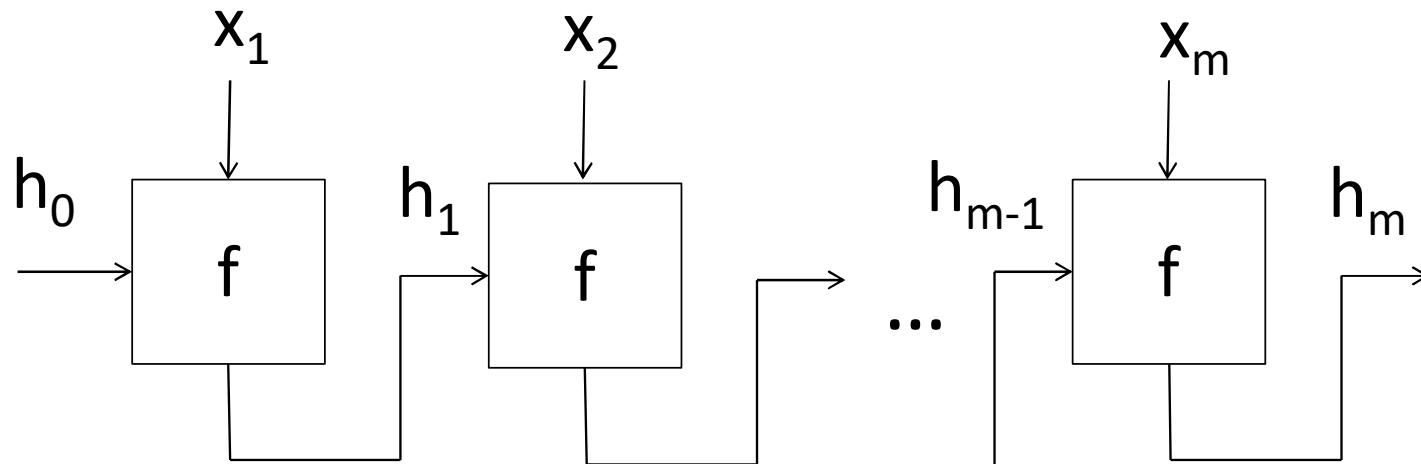 x₁ x₂ xₘ
h₀ h₁ hₘ₋₁ hₘ
f f ... f